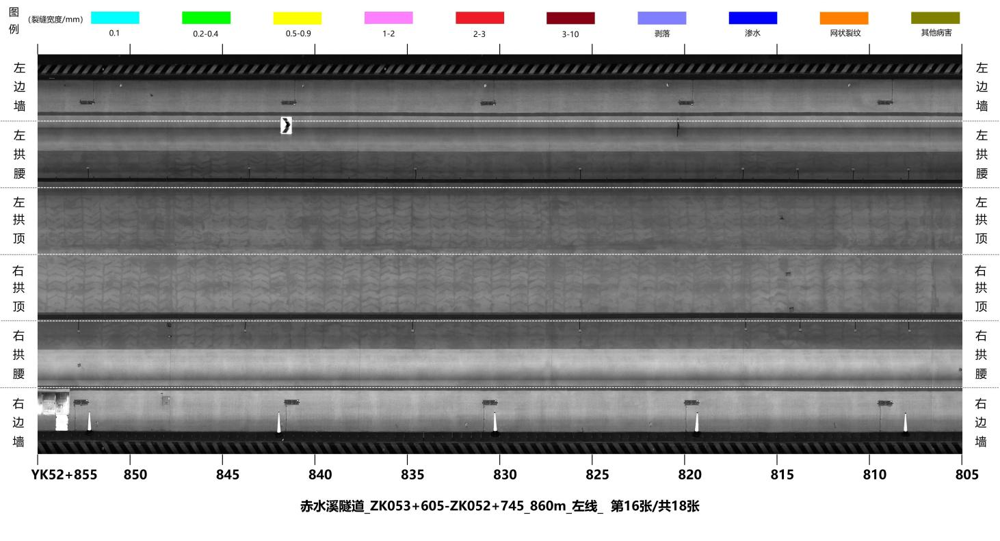 图例 (裂缝宽度/mm) 0.1 0.2-0.4 0.5-0.9 1-2 2-3 3-10 剥落 渗水 网状裂纹 其他病害
左边墙 左边墙
左拱腰 左拱腰
左拱顶 左拱顶
右拱顶 右拱顶
右拱腰 右拱腰
右边墙 右边墙
YK52+855 850 845 840 835 830 825 820 815 810 805
赤水溪隧道_ZK053+605-ZK052+745_860m_左线_ 第16张/共18张